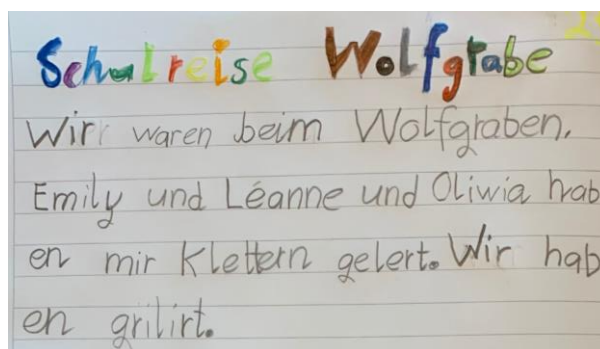 Schulreise Wolfgrabe
Wir waren beim Wolfgraben.
Emily und Léanne und Oliwia hab
en mir Klettern gelert. Wir hab
en grilirt.